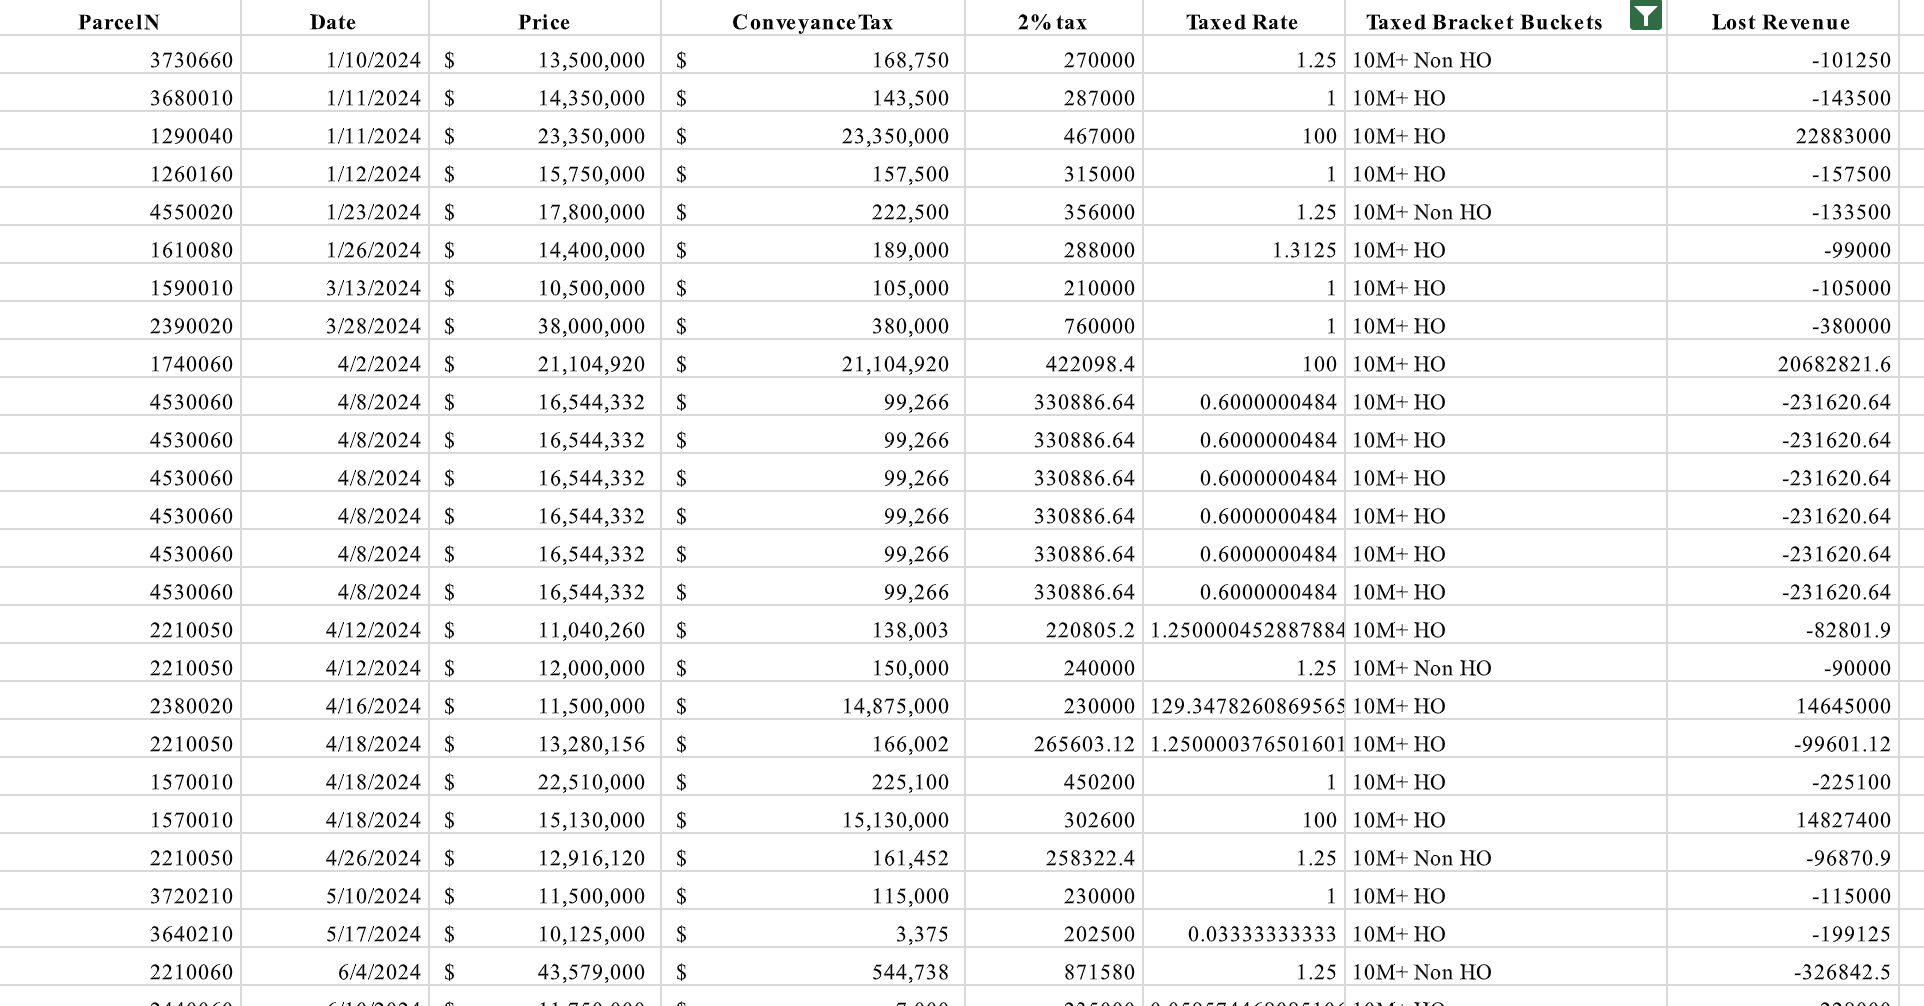 ParcelN Date Price ConveyanceTax 2% tax Taxed Rate Taxed Bracket Buckets Lost Revenue
3730660 1/10/2024 $ 13,500,000 $ 168,750 270000 1.25 10M+ Non HO -101250
3680010 1/11/2024 $ 14,350,000 $ 143,500 287000 1 10M+ HO -143500
1290040 1/11/2024 $ 23,350,000 $ 23,350,000 467000 100 10M+ HO 22883000
1260160 1/12/2024 $ 15,750,000 $ 157,500 315000 1 10M+ HO -157500
4550020 1/23/2024 $ 17,800,000 $ 222,500 356000 1.25 10M+ Non HO -133500
1610080 1/26/2024 $ 14,400,000 $ 189,000 288000 1.3125 10M+ HO -99000
1590010 3/13/2024 $ 10,500,000 $ 105,000 210000 1 10M+ HO -105000
2390020 3/28/2024 $ 38,000,000 $ 380,000 760000 1 10M+ HO -380000
1740060 4/2/2024 $ 21,104,920 $ 21,104,920 422098.4 100 10M+ HO 20682821.6
4530060 4/8/2024 $ 16,544,332 $ 99,266 330886.64 0.6000000484 10M+ HO -231620.64
4530060 4/8/2024 $ 16,544,332 $ 99,266 330886.64 0.6000000484 10M+ HO -231620.64
4530060 4/8/2024 $ 16,544,332 $ 99,266 330886.64 0.6000000484 10M+ HO -231620.64
4530060 4/8/2024 $ 16,544,332 $ 99,266 330886.64 0.6000000484 10M+ HO -231620.64
4530060 4/8/2024 $ 16,544,332 $ 99,266 330886.64 0.6000000484 10M+ HO -231620.64
4530060 4/8/2024 $ 16,544,332 $ 99,266 330886.64 0.6000000484 10M+ HO -231620.64
2210050 4/12/2024 $ 11,040,260 $ 138,003 220805.2 1.2500000452887884 10M+ HO -82801.9
2210050 4/12/2024 $ 12,000,000 $ 150,000 240000 1.25 10M+ Non HO -90000
2380020 4/16/2024 $ 11,500,000 $ 14,875,000 230000 129.3478260869565 10M+ HO 14645000
2210050 4/18/2024 $ 13,280,156 $ 166,002 265603.12 1.250000376501601 10M+ HO -99601.12
1570010 4/18/2024 $ 22,510,000 $ 225,100 450200 1 10M+ HO -225100
1570010 4/18/2024 $ 15,130,000 $ 15,130,000 302600 100 10M+ HO 14827400
2210050 4/26/2024 $ 12,916,120 $ 161,452 258322.4 1.25 10M+ Non HO -96870.9
3720210 5/10/2024 $ 11,500,000 $ 115,000 230000 1 10M+ HO -115000
3640210 5/17/2024 $ 10,125,000 $ 3,375 202500 0.03333333333 10M+ HO -199125
2210060 6/4/2024 $ 43,579,000 $ 544,738 871580 1.25 10M+ Non HO -326842.5